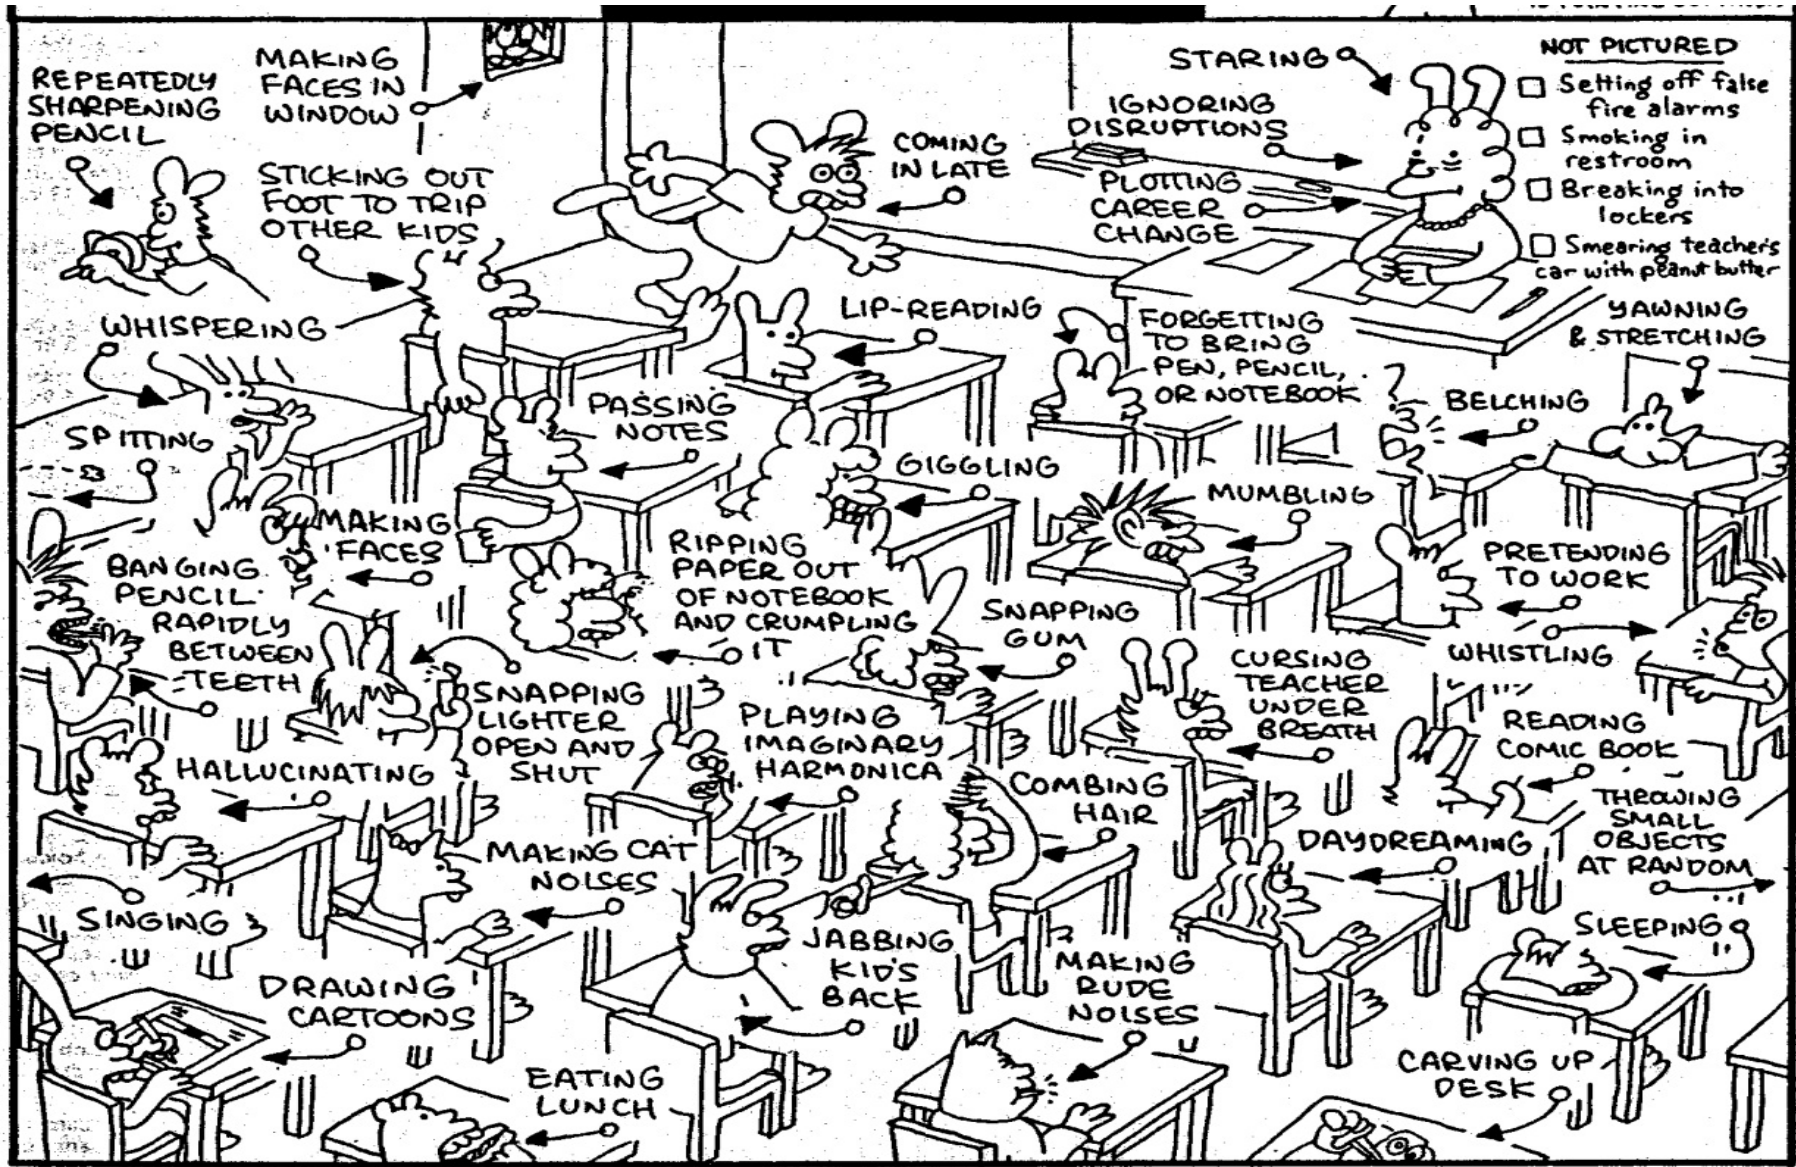 REPEATEDLY
SHARPENING
PENCIL
MAKING
FACES IN
WINDOW
STICKING OUT
FOOT TO TRIP
OTHER KIDS
COMING
IN LATE
STARING
IGNORING
DISRUPTIONS
PLOTTING
CAREER
CHANGE
NOT PICTURED
Setting off false
fire alarms
Smoking in
restroom
Breaking into
lockers
Smearing teacher's
car with peanut butter
WHISPERING
LIP-READING
FORGETTING
TO BRING
PEN, PENCIL,
OR NOTEBOOK
YAWNING
& STRETCHING
SPITTING
PASSING
NOTES
GIGGLING
BELCHING
MUMBLING
MAKING
FACES
BANGING
PENCIL
RAPIDLY
BETWEEN
TEETH
RIPPING
PAPER OUT
OF NOTEBOOK
AND CRUMPLING
IT
SNAPPING
GUM
PRETENDING
TO WORK
WHISTLING
SNAPPING
LIGHTER
OPEN AND
SHUT
PLAYING
IMAGINARY
HARMONICA
CURSING
TEACHER
UNDER
BREATH
READING
COMIC BOOK
HALLUCINATING
COMBING
HAIR
THROWING
SMALL
OBJECTS
AT RANDOM
MAKING CAT
NOISES
DAYDREAMING
SINGING
JABBING
KID'S
BACK
MAKING
RUDE
NOISES
SLEEPING
DRAWING
CARTOONS
EATING
LUNCH
CARVING UP
DESK